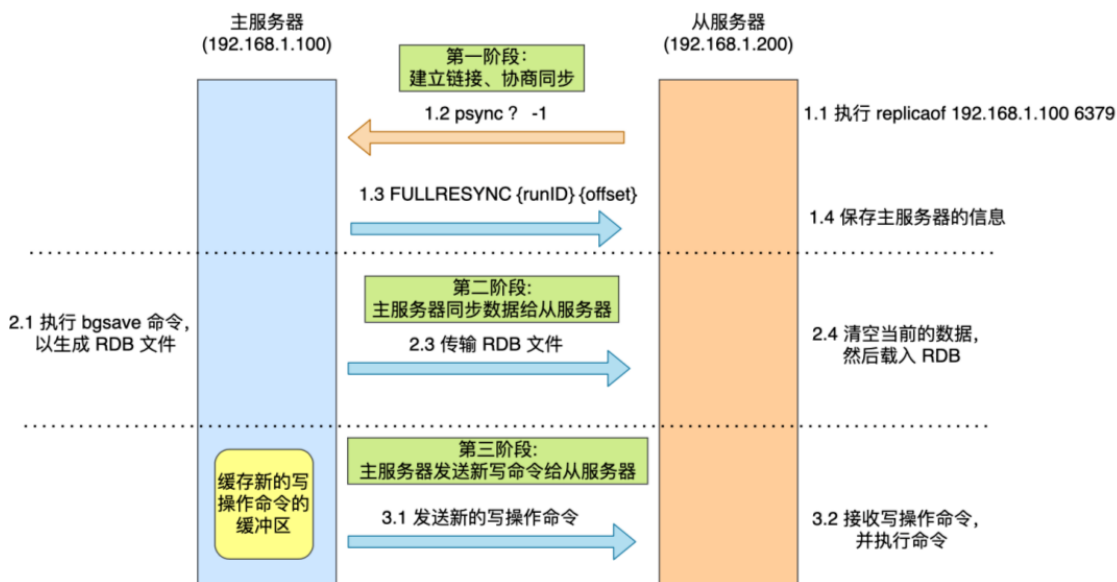 主服务器
(192.168.1.100)
从服务器
(192.168.1.200)
第一阶段：
建立链接、协商同步
1.1 执行 replicaof 192.168.1.100 6379
1.2 psync ? -1
1.3 FULLRESYNC {runID} {offset}
1.4 保存主服务器的信息
第二阶段:
主服务器同步数据给从服务器
2.1 执行 bgsave 命令，
以生成 RDB 文件
2.3 传输 RDB 文件
2.4 清空当前的数据，
然后载入 RDB
第三阶段:
主服务器发送新写命令给从服务器
缓存新的写
操作命令的
缓冲区
3.1 发送新的写操作命令
3.2 接收写操作命令，
并执行命令